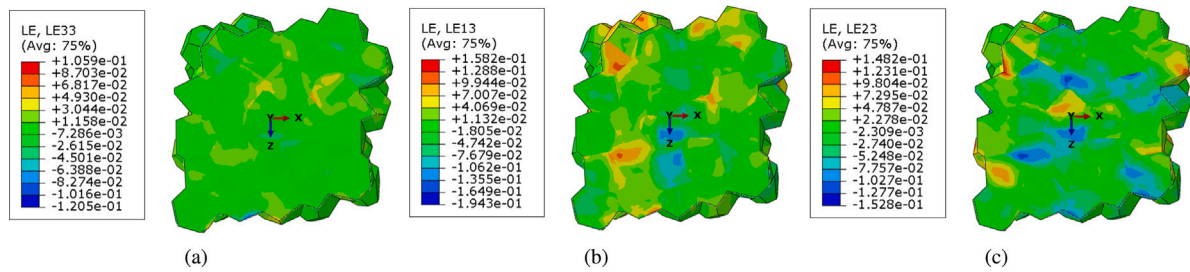 LE, LE33
(Avg: 75%)
+1.059e-01
+8.703e-02
+6.817e-02
+4.930e-02
+3.044e-02
+1.158e-02
-7.286e-03
-2.615e-02
-4.501e-02
-6.388e-02
-8.274e-02
-1.016e-01
-1.205e-01
Y
X
Z
(a)
LE, LE13
(Avg: 75%)
+1.582e-01
+1.288e-01
+9.944e-02
+7.007e-02
+4.069e-02
+1.132e-02
-1.805e-02
-4.742e-02
-7.679e-02
-1.062e-01
-1.355e-01
-1.649e-01
-1.943e-01
Y
X
Z
(b)
LE, LE23
(Avg: 75%)
+1.482e-01
+1.231e-01
+9.804e-02
+7.295e-02
+4.787e-02
+2.278e-02
-2.309e-03
-2.740e-02
-5.248e-02
-7.757e-02
-1.027e-01
-1.277e-01
-1.528e-01
Y
X
Z
(c)